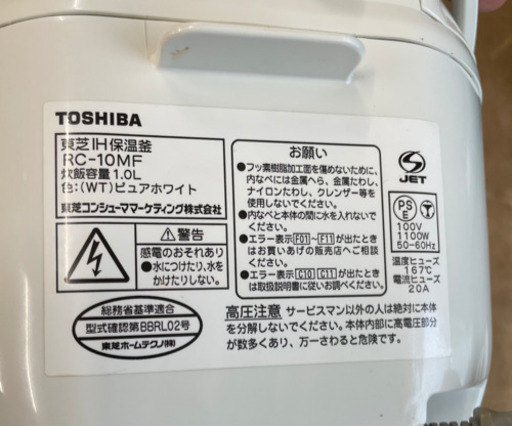 TOSHIBA
東芝IH保温釜
RC-10MF
炊飯容量1.0L
色:(WT)ピュアホワイト
東芝コンシューママーケティング株式会社
⚠警告
感電のおそれあり
●水につけたり、水を
かけたりしない。
総務省基準適合
型式確認第BBRL02号
東芝ホームテクノ(株)
お願い
●フッ素樹脂加工面を傷めないために、
内なべには金属へら、金属たわし、
ナイロンたわし、クレンザー等を
使用しないでください。
●内なべと本体の間に水を入れない
でください。
●エラー表示F01~F11が出たときは
お買いあげの販売店へご相談
ください。
●エラー表示C10 C11が出たときは
取扱説明書に従いお調べください。
高圧注意 サービスマン以外の人は絶対に本体
を分解しないでください。本体内部に高電圧部分
が数多くあり、万一さわると危険です。
S
JET
PS
E
100V
1100W
50-60Hz
温度ヒューズ
167℃
電流ヒューズ
20A